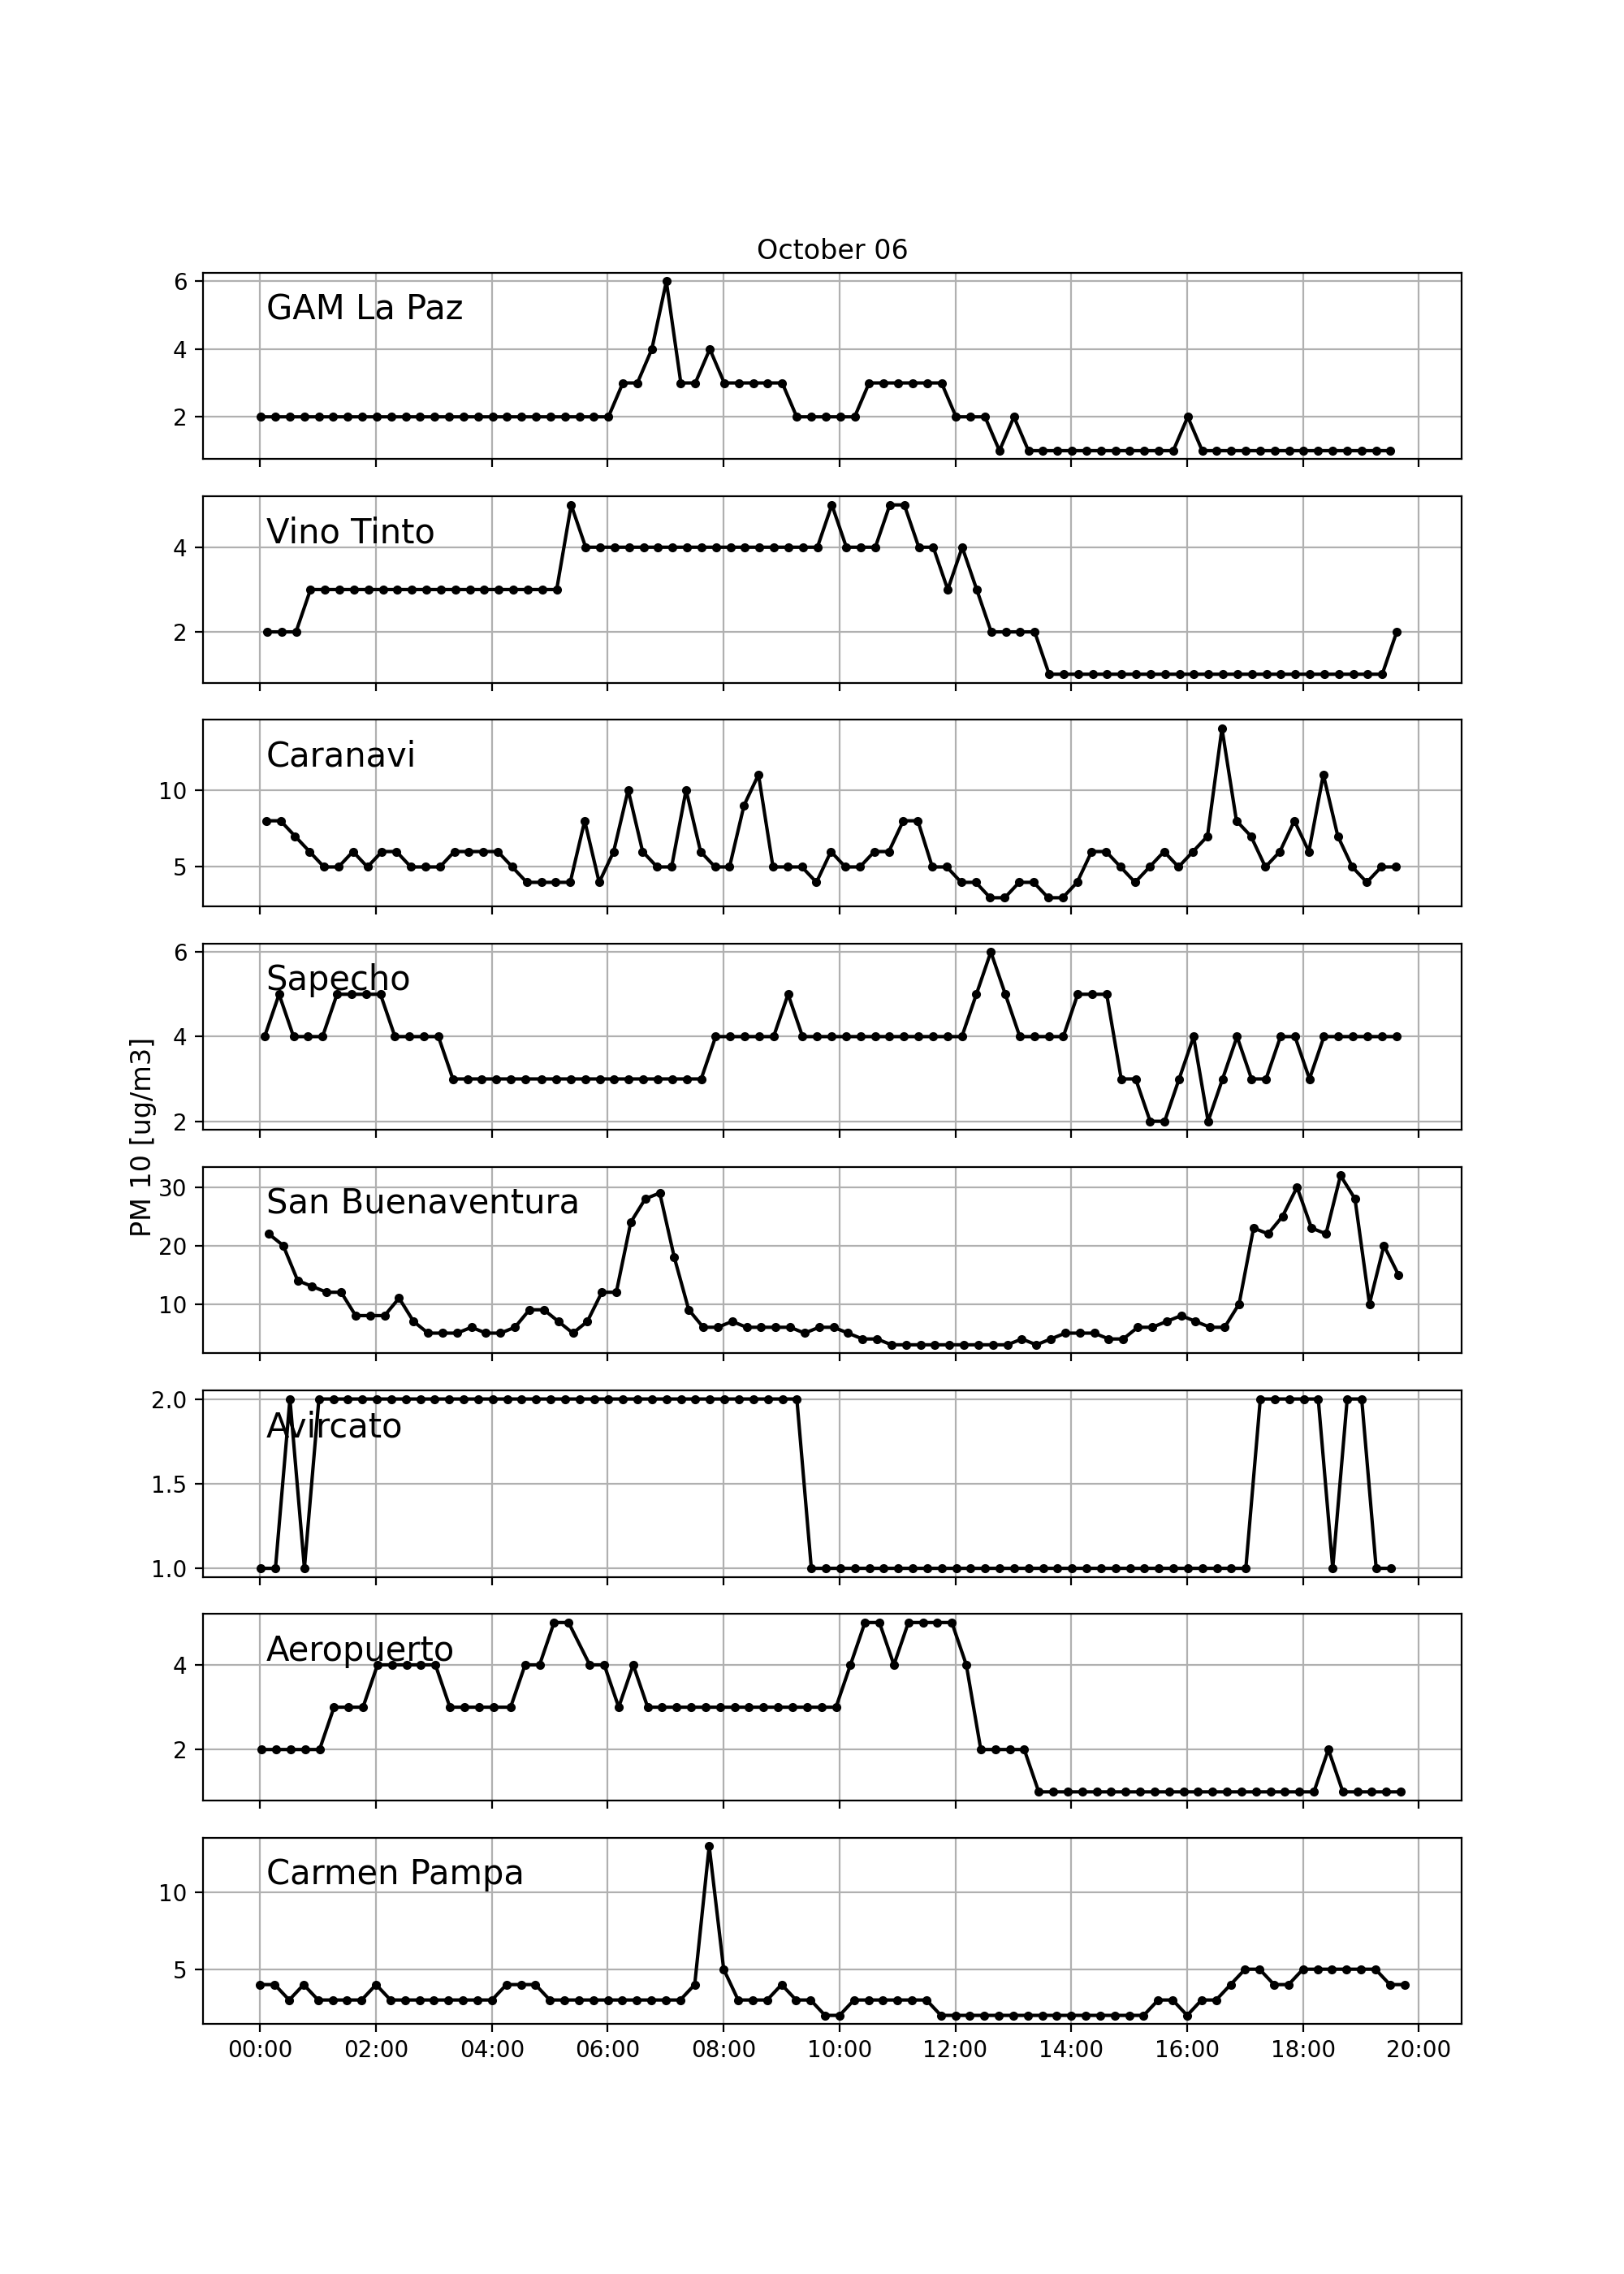 October 06
6
GAM La Paz
4
2
Vino Tinto
4
2
Caranavi
10
5
6
Sapecho
4
2
PM 10 [ug/m3]
30
San Buenaventura
20
10
2.0
Avircato
1.5
1.0
Aeropuerto
4
2
Carmen Pampa
10
5
00:00 02:00 04:00 06:00 08:00 10:00 12:00 14:00 16:00 18:00 20:00